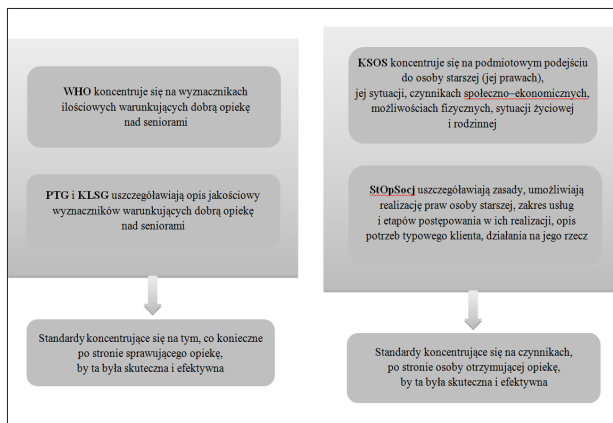 WHO koncentruje się na wyznacznikach
ilościowych warunkujących dobrą opiekę
nad seniorami
PTG i KLSG uszczegóławiają opis jakościowy
wyznaczników warunkujących dobrą opiekę
nad seniorami
Standardy koncentrujące się na tym, co konieczne
po stronie sprawującego opiekę,
by ta była skuteczna i efektywna
KSOS koncentruje się na podmiotowym podejściu
do osoby starszej (jej prawach),
jej sytuacji, czynnikach społeczno–ekonomicznych,
możliwościach fizycznych, sytuacji życiowej
i rodzinnej
StOpSocj uszczegóławiają zasady, umożliwiają
realizację praw osoby starszej, zakres usług
i etapów postępowania w ich realizacji, opis
potrzeb typowego klienta, działania na jego rzecz
Standardy koncentrujące się na czynnikach,
po stronie osoby otrzymującej opiekę,
by ta była skuteczna i efektywna